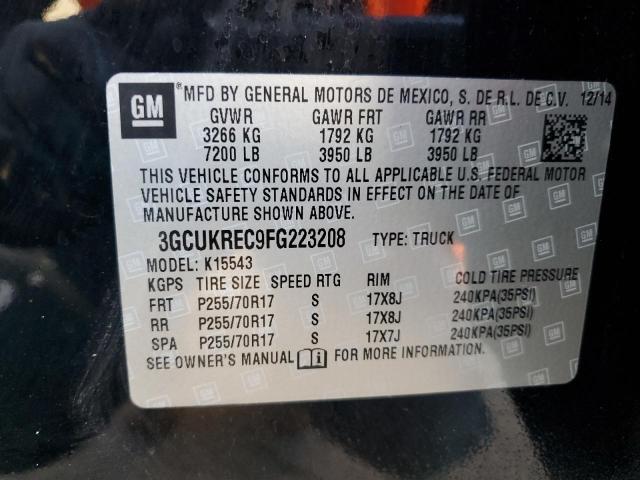 GM ® MFD BY GENERAL MOTORS DE MEXICO, S. DE R.L. DE C.V. 12/14
GVWR GAWR FRT GAWR RR
3266 KG 1792 KG 1792 KG
7200 LB 3950 LB 3950 LB
THIS VEHICLE CONFORMS TO ALL APPLICABLE U.S. FEDERAL MOTOR
VEHICLE SAFETY STANDARDS IN EFFECT ON THE DATE OF
MANUFACTURE SHOWN ABOVE.
3GCUKREC9FG223208 TYPE: TRUCK
MODEL: K15543
KGPS TIRE SIZE SPEED RTG RIM COLD TIRE PRESSURE
FRT P255/70R17 S 17X8J 240KPA(35PSI)
RR P255/70R17 S 17X8J 240KPA(35PSI)
SPA P255/70R17 S 17X7J 240KPA(35PSI)
SEE OWNER'S MANUAL FOR MORE INFORMATION.